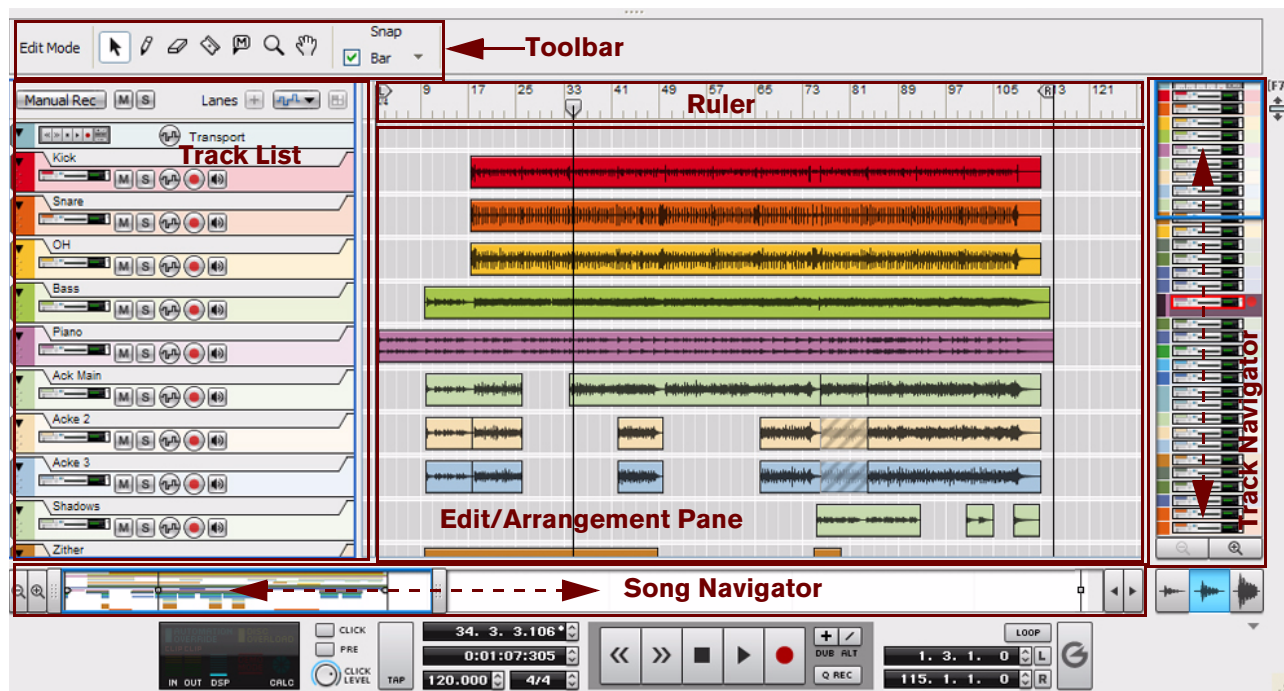 Edit Mode
M
Snap
Bar
Toolbar
[F7
Manual Rec M S Lanes
L 9 17 25 33 41 49 57 65 73 81 89 97 105 R 13 121
Ruler
Transport
Track List
Kick
M S
Snare
M S
OH
M S
Bass
M S
Piano
M S
Ack Main
M S
Acke 2
M S
Acke 3
M S
Shadows
M S
Zither
Edit/Arrangement Pane
Track Navigator
Song Navigator
IN OUT DSP CALC
CLICK
PRE
CLICK LEVEL
TAP
34. 3. 3.106*
0:01:07:305
120.000 4/4
DUB ALT
Q REC
LOOP
1. 3. 1. 0 L
115. 1. 1. 0 R